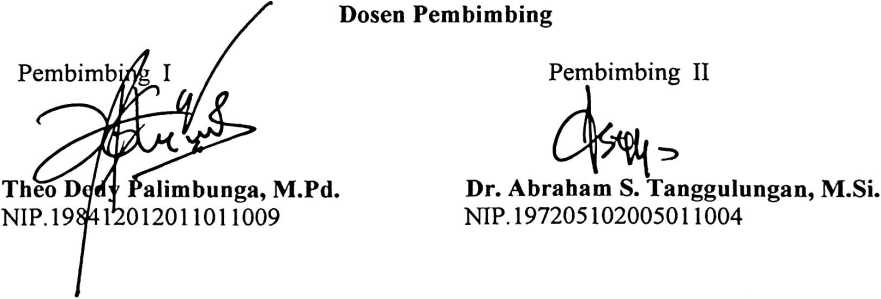 Dosen Pembimbing
Pembimbing I
Pembimbing II
Theo Dedy Palimbunga, M.Pd.
Dr. Abraham S. Tanggulungan, M.Si.
NIP.198412012011011009
NIP.197205102005011004